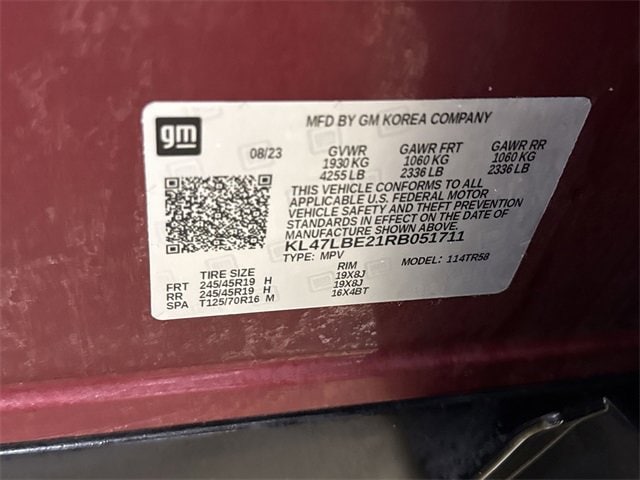 gm
MFD BY GM KOREA COMPANY
08/23 GVWR GAWR FRT GAWR RR
1930 KG 1060 KG 1060 KG
4255 LB 2336 LB 2336 LB
THIS VEHICLE CONFORMS TO ALL
APPLICABLE U.S. FEDERAL MOTOR
VEHICLE SAFETY AND THEFT PREVENTION
STANDARDS IN EFFECT ON THE DATE OF
MANUFACTURE SHOWN ABOVE.
KL47LBE21RB051711
TYPE: MPV MODEL: 114TR58
TIRE SIZE RIM
FRT 245/45R19 H 19X8J
RR 245/45R19 H 19X8J
SPA T125/70R16 M 16X4BT